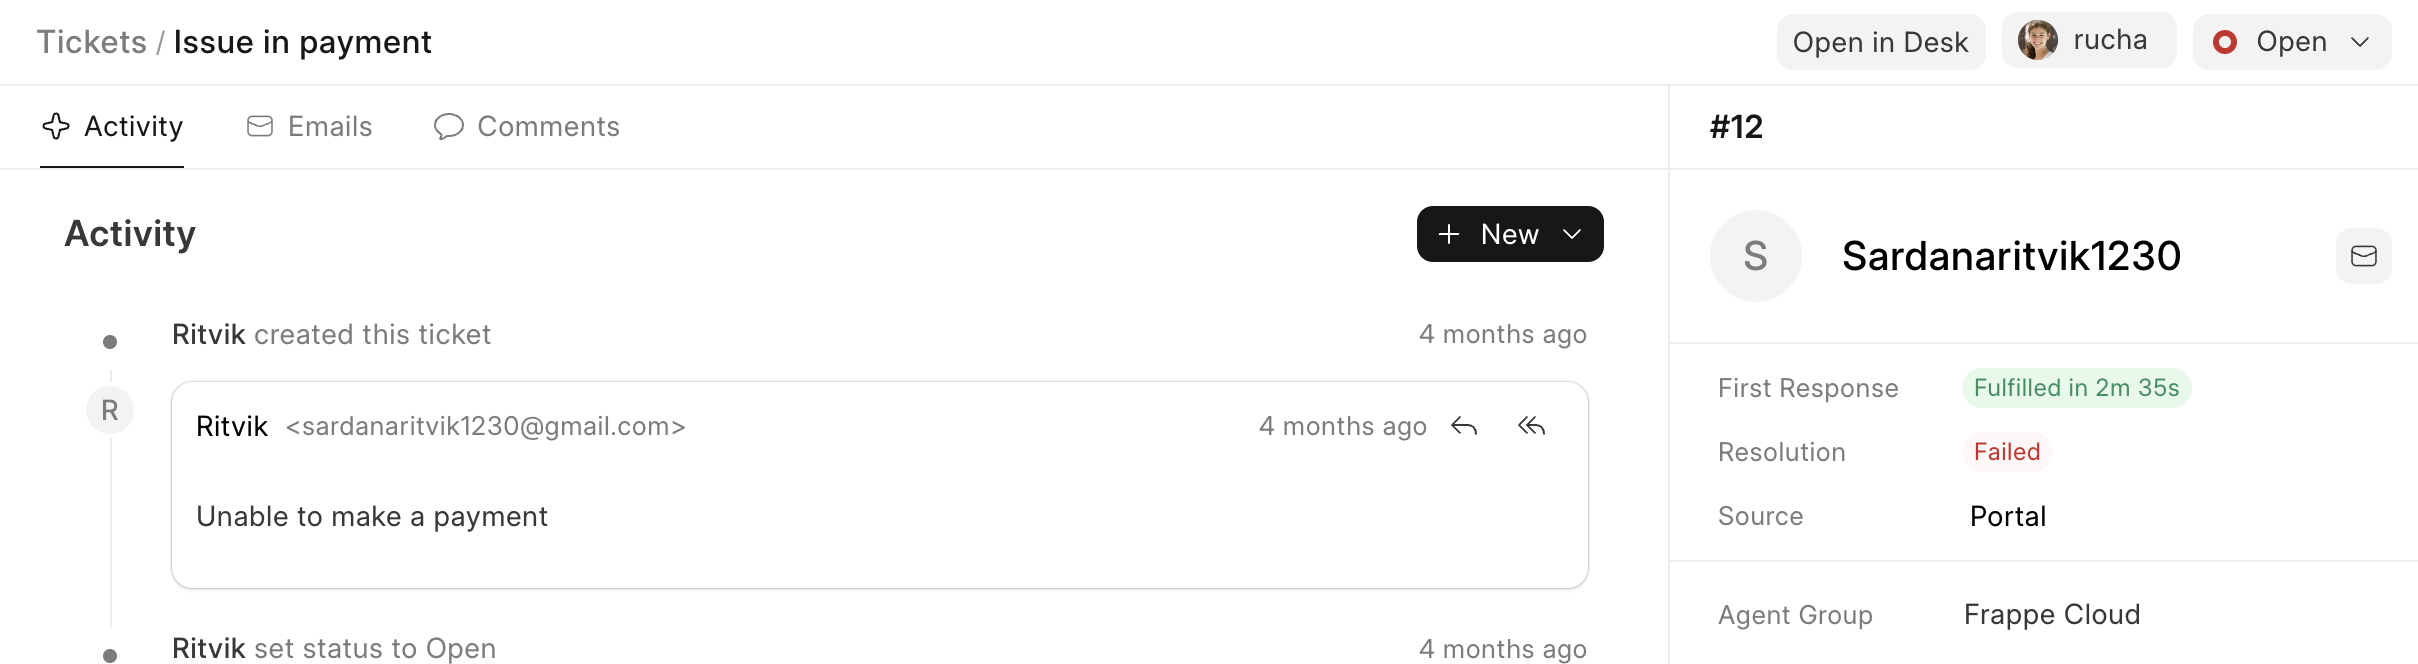 Tickets / Issue in payment
Open in Desk
rucha
Open
Activity
Emails
Comments
#12
Activity
New
S
Sardanaritvik1230
Ritvik created this ticket
4 months ago
R
Ritvik <sardanaritvik1230@gmail.com>
4 months ago
Unable to make a payment
Ritvik set status to Open
4 months ago
First Response Fulfilled in 2m 35s
Resolution Failed
Source Portal
Agent Group Frappe Cloud